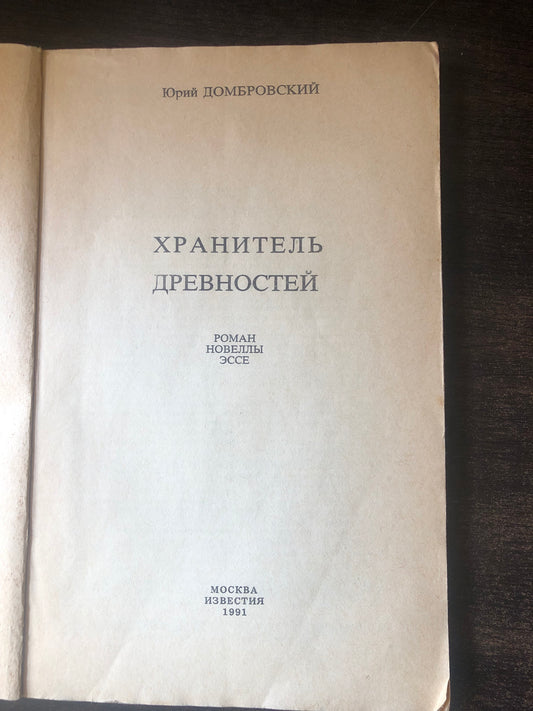 Юрий ДОМБРОВСКИЙ
ХРАНИТЕЛЬ
ДРЕВНОСТЕЙ
РОМАН
НОВЕЛЛЫ
ЭССЕ
МОСКВА
ИЗВЕСТИЯ
1991